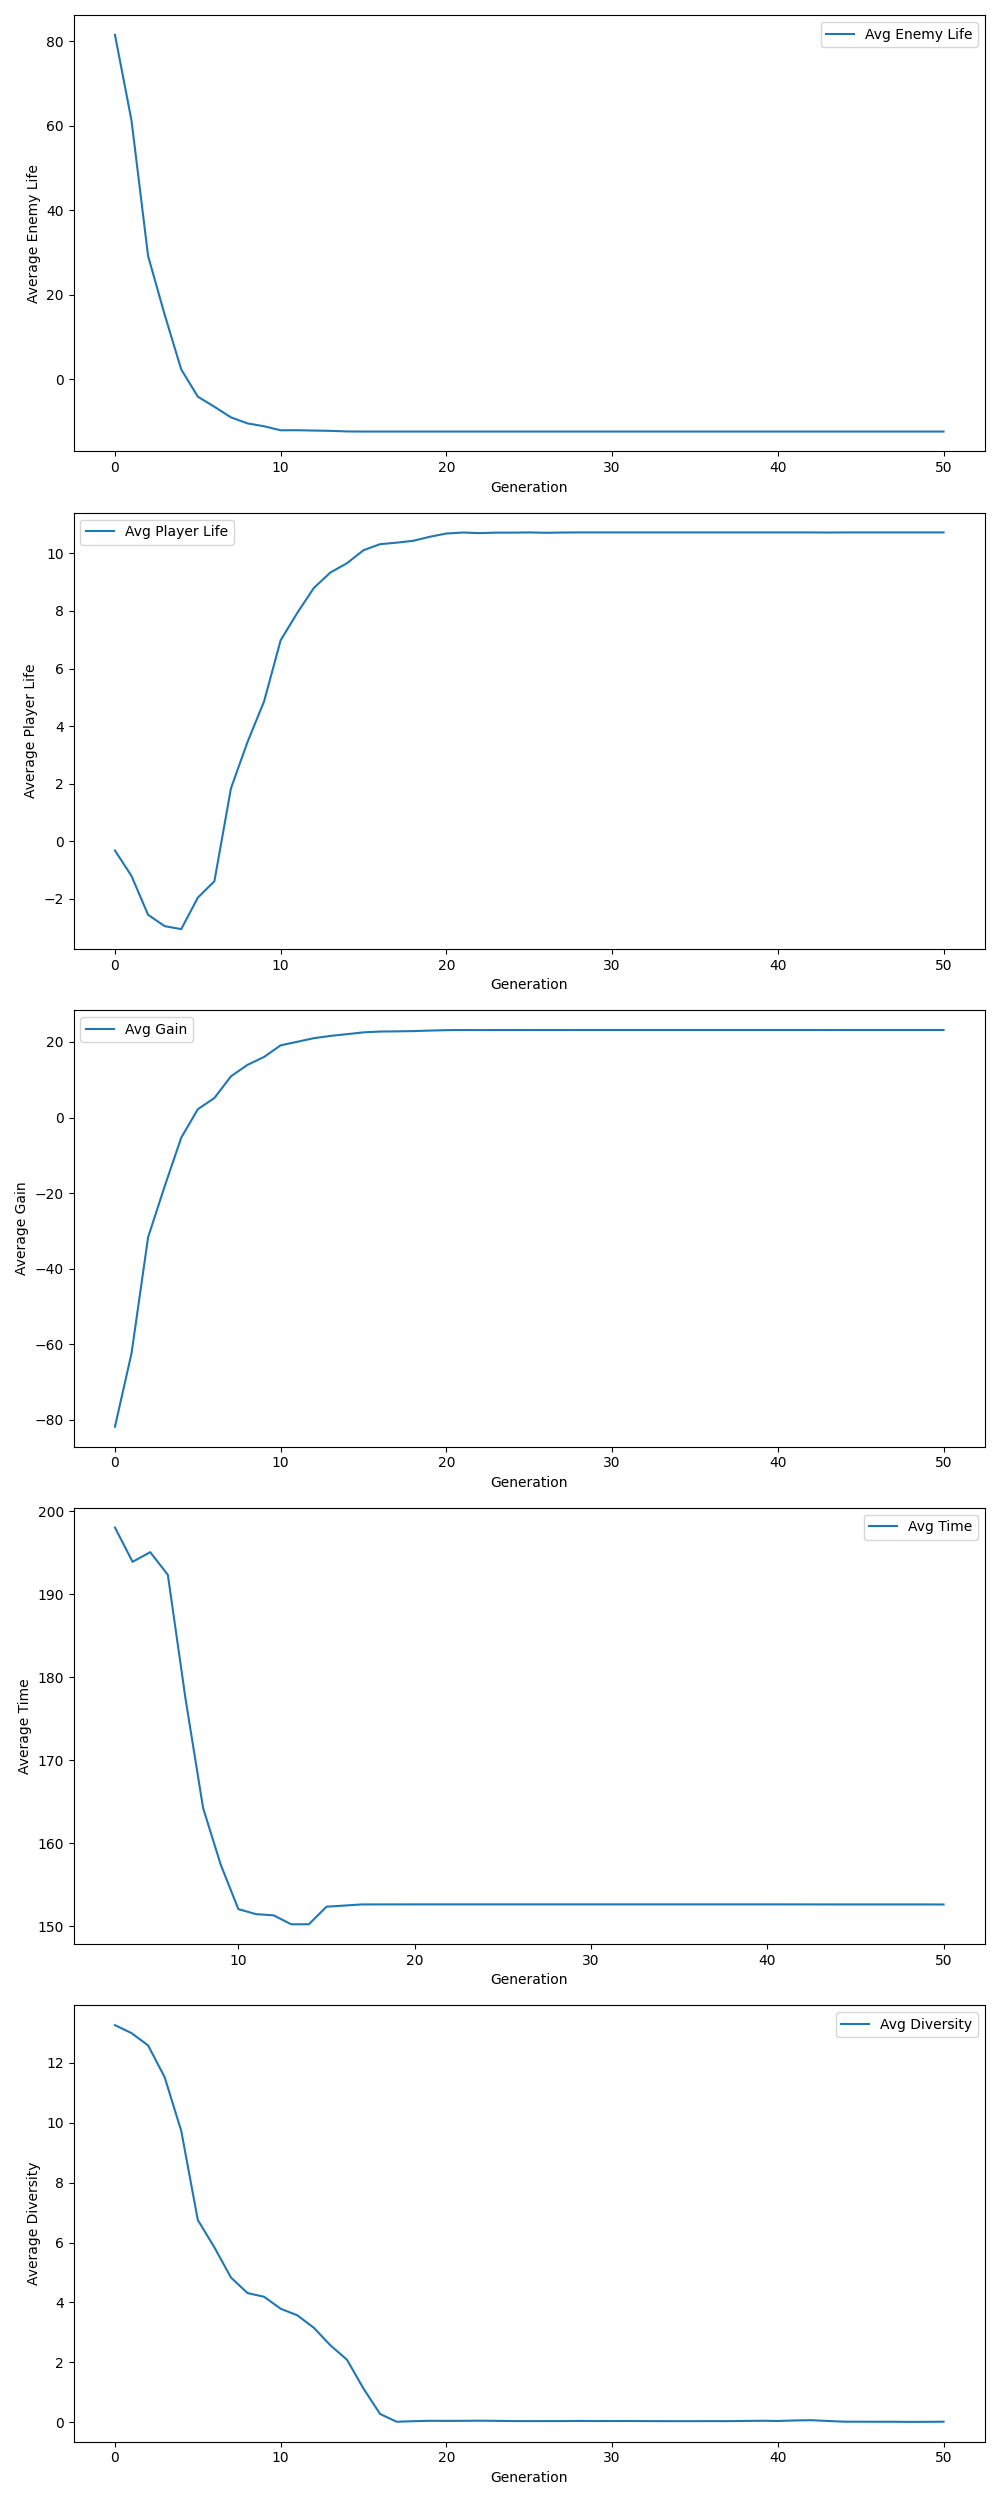 Avg Enemy Life
Average Enemy Life
80
60
40
20
0
0 10 20 30 40 50
Generation
Avg Player Life
Average Player Life
10
8
6
4
2
0
−2
0 10 20 30 40 50
Generation
Avg Gain
Average Gain
20
0
−20
−40
−60
−80
0 10 20 30 40 50
Generation
Avg Time
Average Time
200
190
180
170
160
150
10 20 30 40 50
Generation
Avg Diversity
Average Diversity
12
10
8
6
4
2
0
0 10 20 30 40 50
Generation